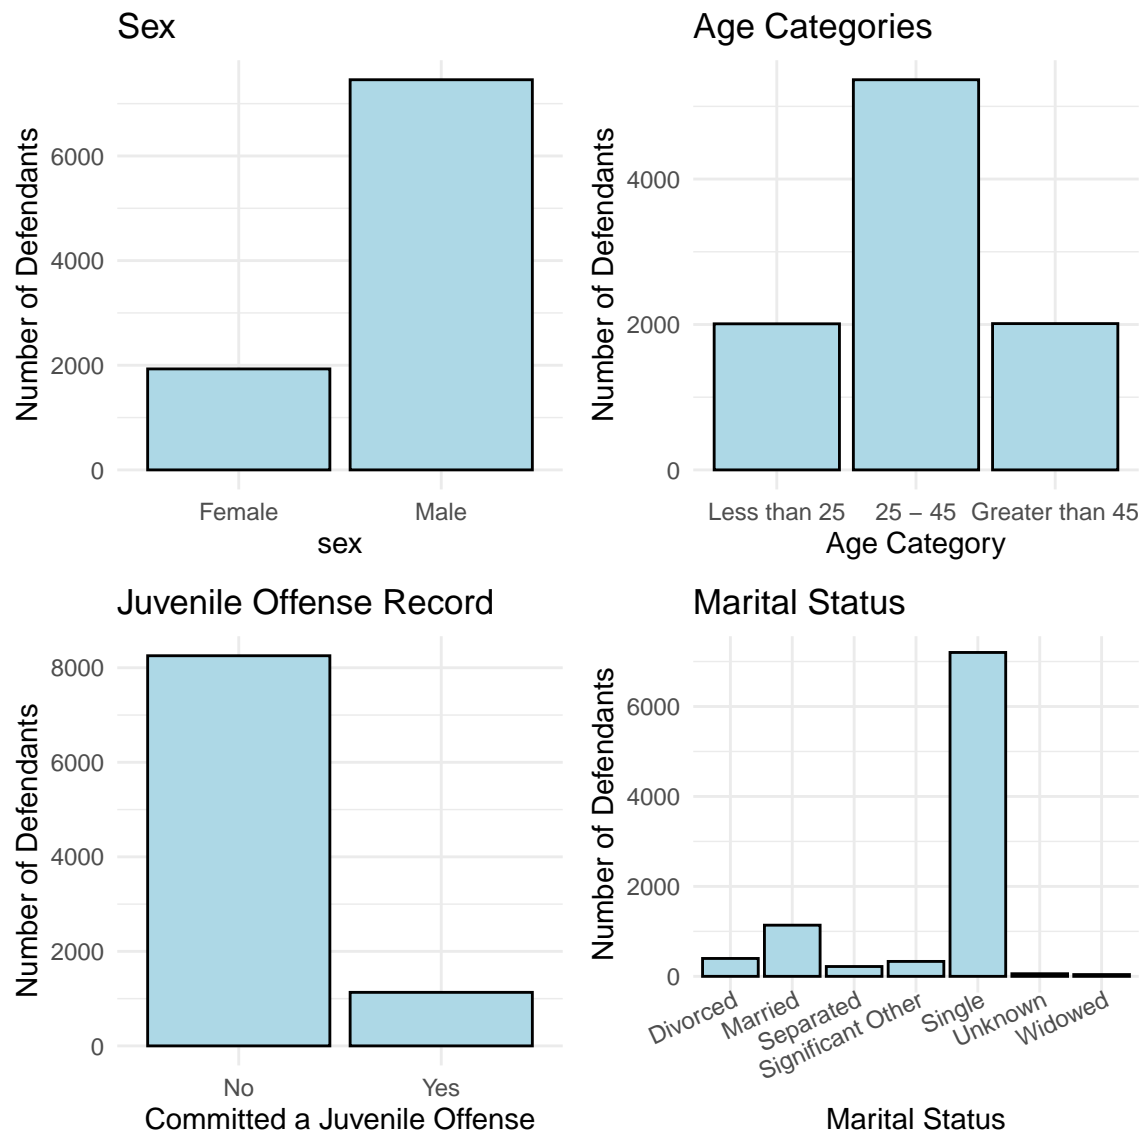 Sex
Number of Defendants
6000
4000
2000
0
Female Male
sex
Age Categories
Number of Defendants
4000
2000
0
Less than 25 25 − 45 Greater than 45
Age Category
Juvenile Offense Record
Number of Defendants
8000
6000
4000
2000
0
No Yes
Committed a Juvenile Offense
Marital Status
Number of Defendants
6000
4000
2000
0
Divorced
Married
Separated
Significant Other
Single
Unknown
Widowed
Marital Status